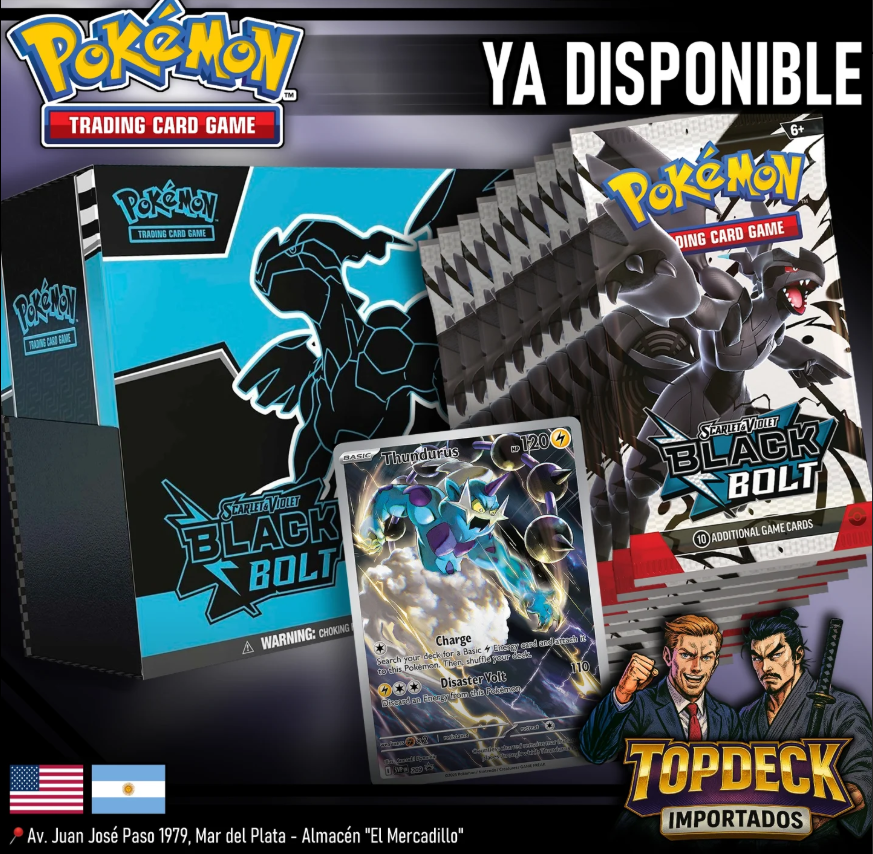 Pokémon
TRADING CARD GAME
YA DISPONIBLE
Pokémon
TRADING CARD GAME
Pokémon
TRADING CARD GAME
SCARLET & VIOLET
BLACK
BOLT
WARNING: CHOKING
6+
Pokémon
DING CARD GAME
SCARLET & VIOLET
BLACK
BOLT
10 ADDITIONAL GAME CARDS
BASIC Thundurus HP 120
Charge
Search your deck for a Basic Energy card and attach it
to this Pokémon. Then, shuffle your deck.
Disaster Volt 110
Discard an Energy from this Pokémon.
TOPDECK
IMPORTADOS
Av. Juan José Paso 1979, Mar del Plata - Almacén "El Mercadillo"